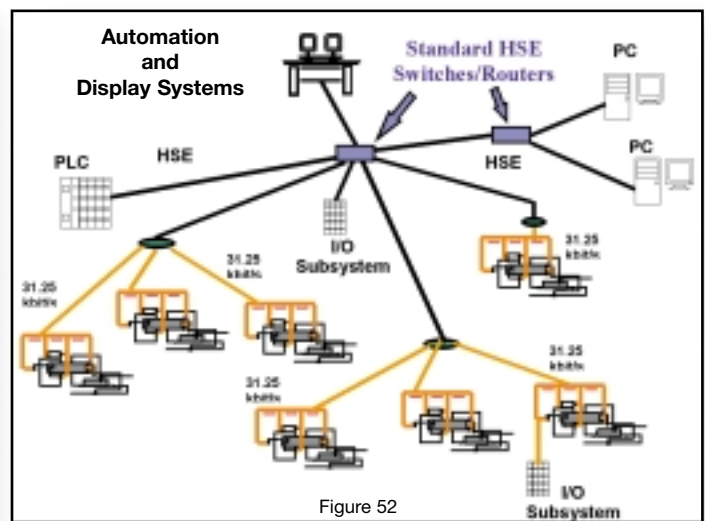 Automation
and
Display Systems
Standard HSE
Switches/Routers
PC
PLC
HSE
HSE
PC
I/O
Subsystem
31.25
kbit/s
31.25
kbit/s
31.25
kbit/s
31.25
kbit/s
31.25
kbit/s
I/O
Subsystem
Figure 52